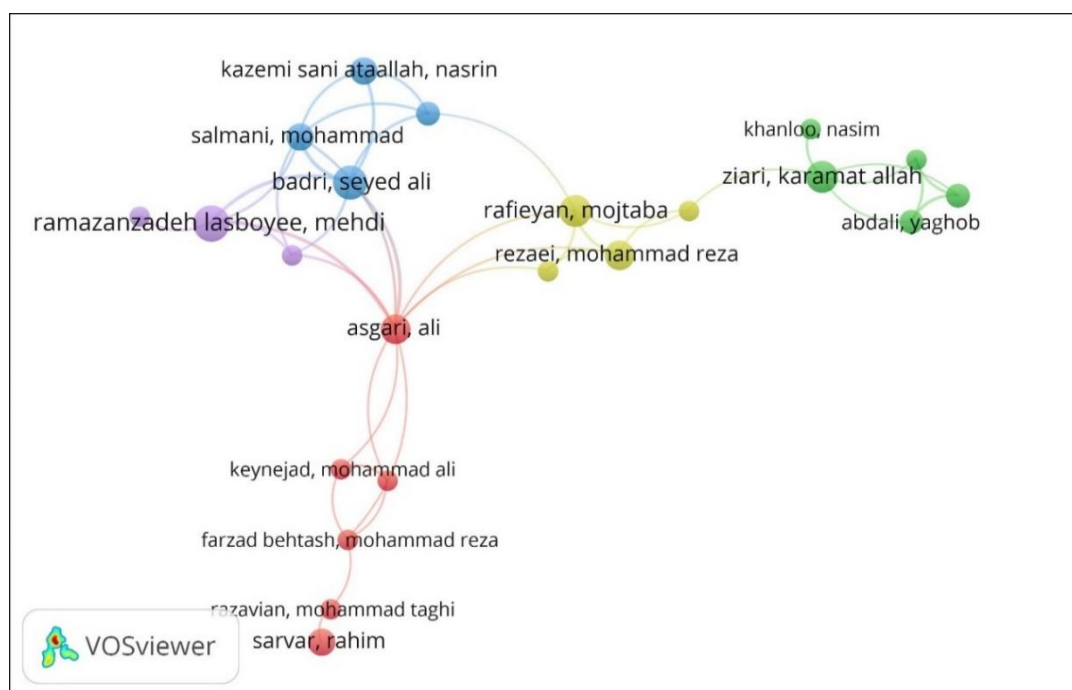 kazemi sani ataallah, nasrin
khanloo, nasim
salmani, mohammad
ziari, karamat allah
badri, seyed ali
rafieyan, mojtaba
ramazanzadeh lasboyee, mehdi
abdali, yaghob
rezaei, mohammad reza
asgari, ali
keynejad, mohammad ali
farzad behtash, mohammad reza
razavian, mohammad taghi
sarvar, rahim
VOSviewer